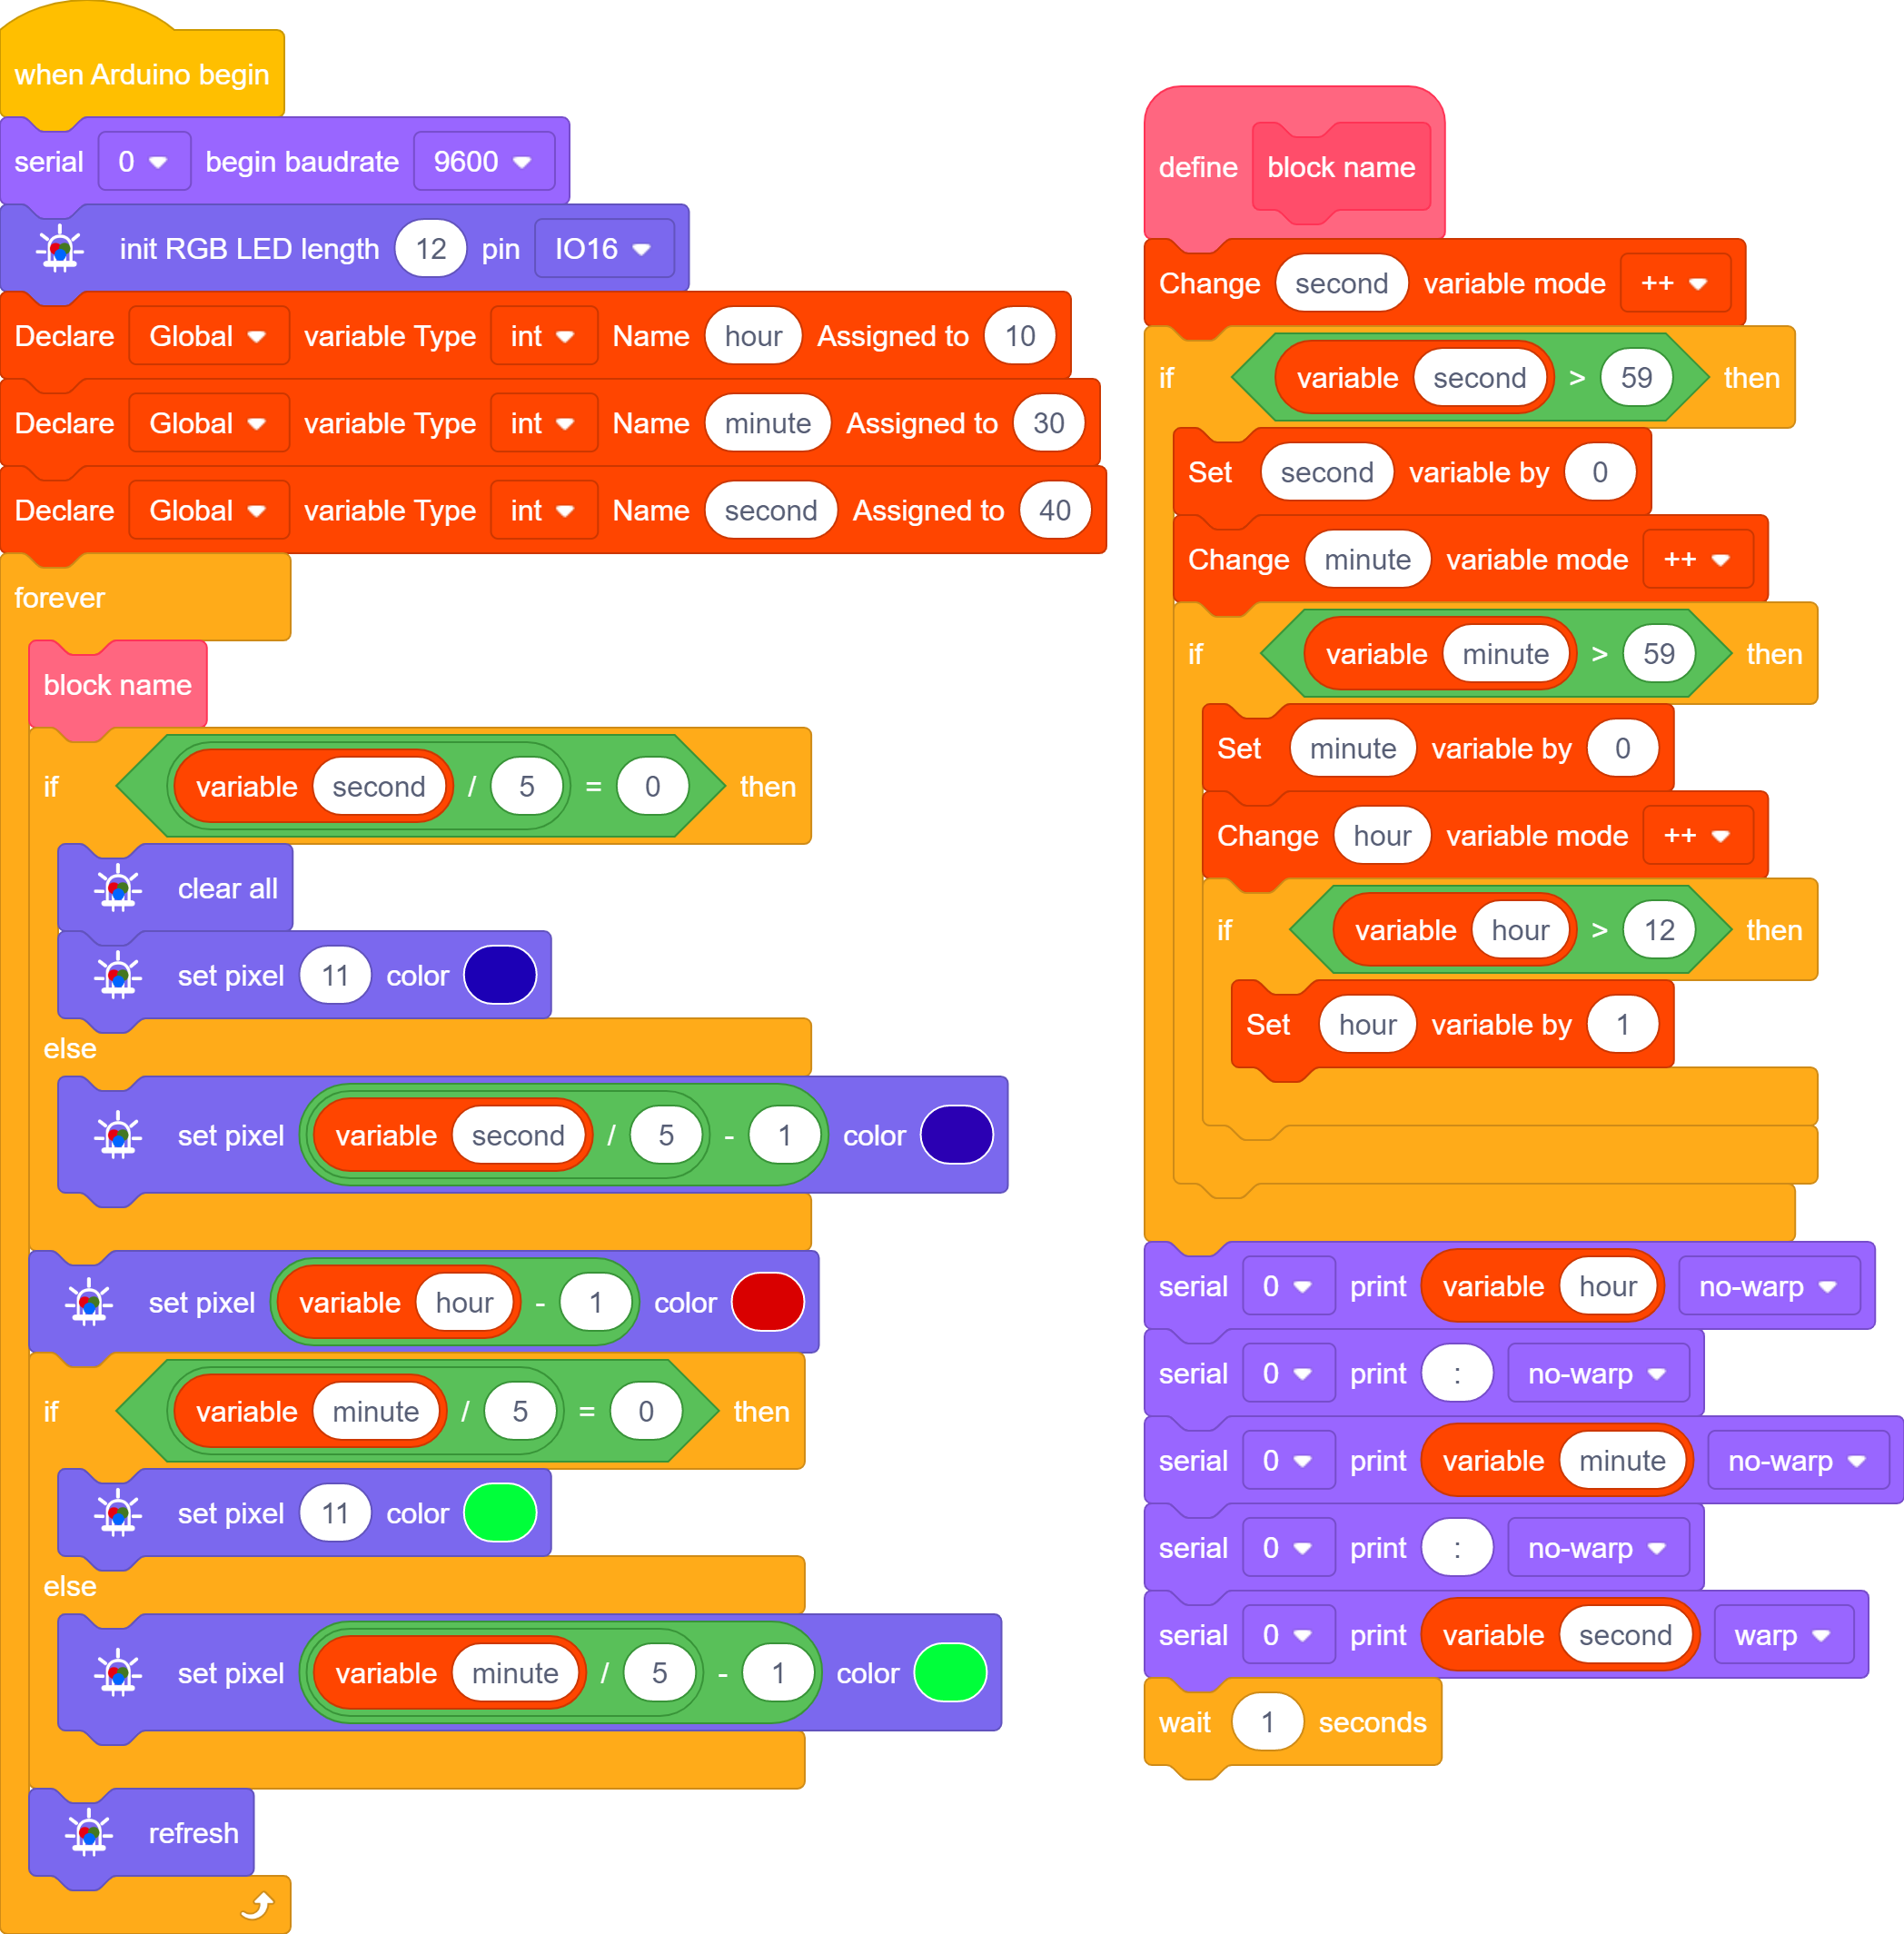 when Arduino begin
serial 0 begin baudrate 9600
init RGB LED length 12 pin IO16
Declare Global variable Type int Name hour Assigned to 10
Declare Global variable Type int Name minute Assigned to 30
Declare Global variable Type int Name second Assigned to 40
forever
block name
if variable second / 5 = 0 then
clear all
set pixel 11 color
else
set pixel variable second / 5 - 1 color
set pixel variable hour - 1 color
if variable minute / 5 = 0 then
set pixel 11 color
else
set pixel variable minute / 5 - 1 color
refresh
define block name
Change second variable mode ++
if variable second > 59 then
Set second variable by 0
Change minute variable mode ++
if variable minute > 59 then
Set minute variable by 0
Change hour variable mode ++
if variable hour > 12 then
Set hour variable by 1
serial 0 print variable hour no-warp
serial 0 print : no-warp
serial 0 print variable minute no-warp
serial 0 print : no-warp
serial 0 print variable second warp
wait 1 seconds